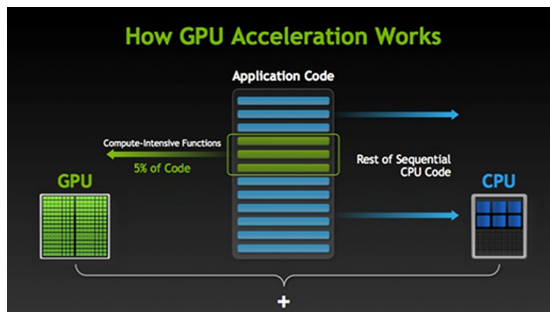 How GPU Acceleration Works
Application Code
Compute-Intensive Functions
5% of Code
GPU
Rest of Sequential
CPU Code
CPU
+